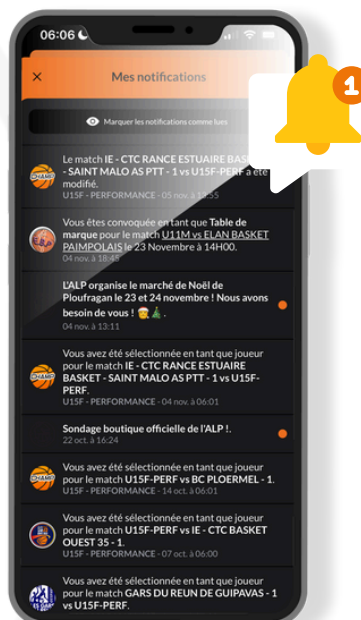 06:06
1
Mes notifications
Marquer les notifications comme lues
Le match IE - CTC RANCE ESTUAIRE
- SAINT MALO AS PTT - 1 vs U15F-PERF a été
modifié.
U15F - PERFORMANCE - 05 nov. à 13:55
Vous êtes convoquée en tant que Table de
marque pour le match U11M vs ELAN BASKET
PAIMPOLAIS le 23 Novembre à 14H00.
04 nov. à 18:45
L'ALP organise le marché de Noël de
Ploufragan le 23 et 24 novembre ! Nous avons
besoin de vous ! 🎅🎄.
04 nov. à 13:11
Vous avez été sélectionnée en tant que joueur
pour le match IE - CTC RANCE ESTUAIRE
BASKET - SAINT MALO AS PTT - 1 vs U15F-
PERF.
U15F - PERFORMANCE - 04 nov. à 06:01
Sondage boutique officielle de l'ALP !.
22 oct. à 16:24
Vous avez été sélectionnée en tant que joueur
pour le match U15F-PERF vs BC PLOERMEL - 1.
U15F - PERFORMANCE - 14 oct. à 06:01
Vous avez été sélectionnée en tant que joueur
pour le match U15F-PERF vs IE - CTC BASKET
OUEST 35 - 1.
U15F - PERFORMANCE - 07 oct. à 06:00
Vous avez été sélectionnée en tant que joueur
pour le match GARS DU REUN DE GUIPAVAS - 1
vs U15F-PERF.